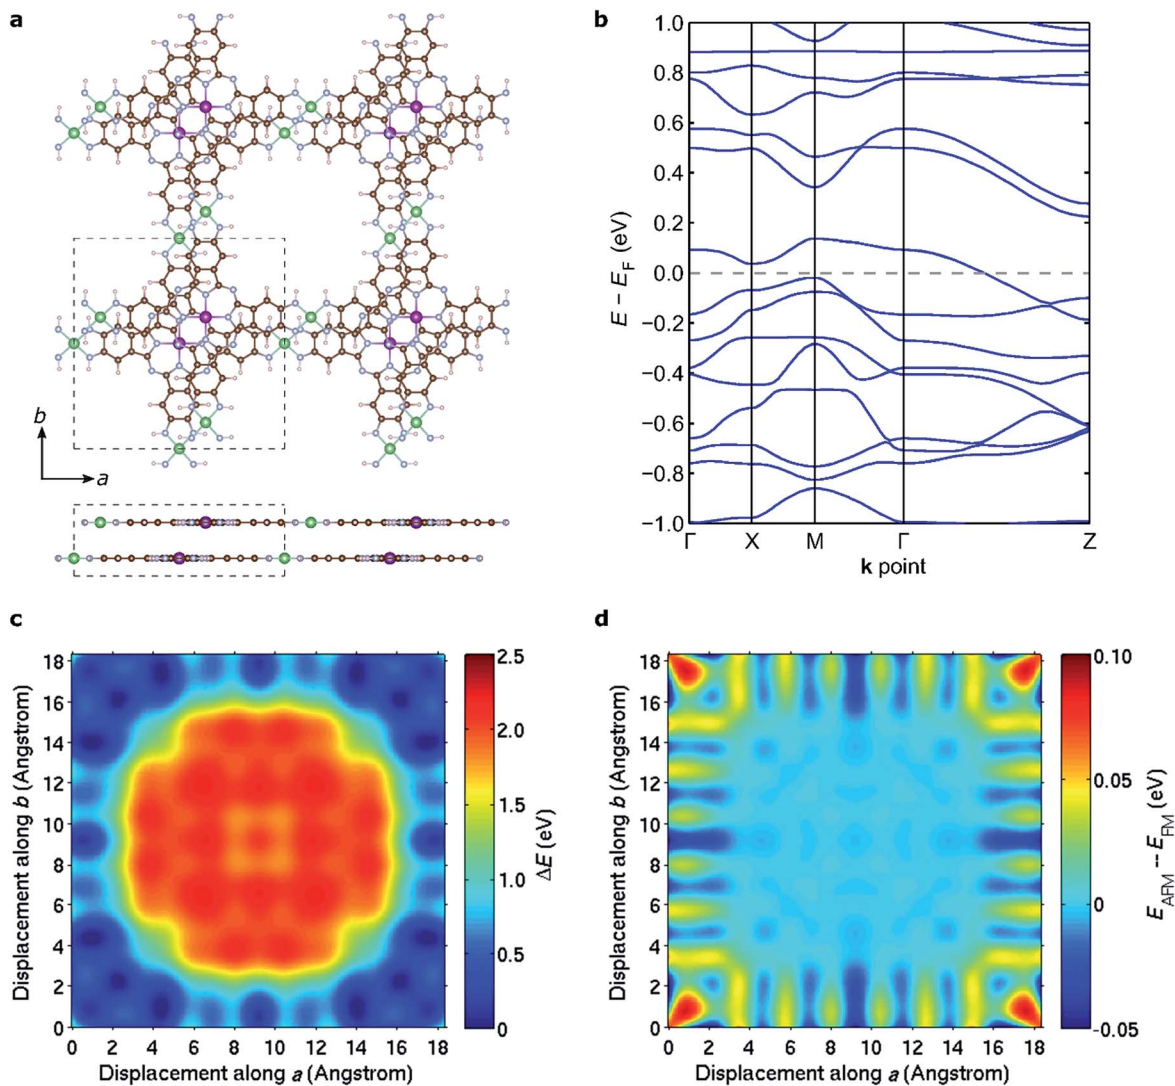 a
b
a
b
1.0
0.8
0.6
0.4
0.2
0.0
−0.2
−0.4
−0.6
−0.8
−1.0
E − E_F (eV)
Γ X M Γ Z
k point
c
18
16
14
12
10
8
6
4
2
0
Displacement along b (Angstrom)
0 2 4 6 8 10 12 14 16 18
Displacement along a (Angstrom)
2.5
2.0
1.5
1.0
0.5
0
ΔE (eV)
d
18
16
14
12
10
8
6
4
2
0
Displacement along b (Angstrom)
0 2 4 6 8 10 12 14 16 18
Displacement along a (Angstrom)
0.10
0.05
0
-0.05
E_AFM -- E_FM (eV)